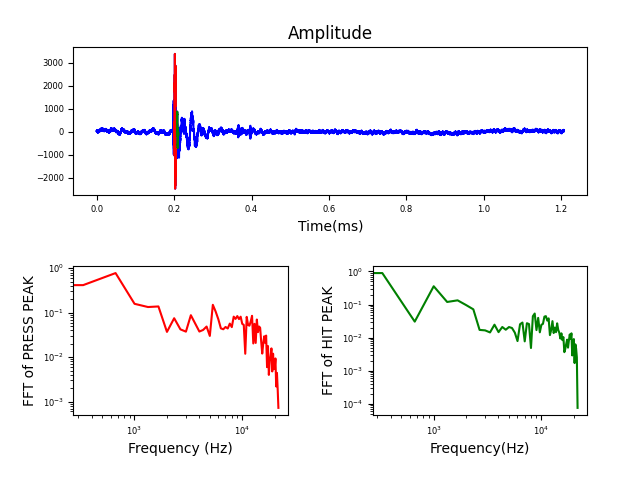 Amplitude
3000
2000
1000
0
−1000
−2000
0.0 0.2 0.4 0.6 0.8 1.0 1.2
Time(ms)
FFT of PRESS PEAK
10⁰
10⁻¹
10⁻²
10⁻³
10³ 10⁴
Frequency (Hz)
FFT of HIT PEAK
10⁰
10⁻¹
10⁻²
10⁻³
10⁻⁴
10³ 10⁴
Frequency(Hz)